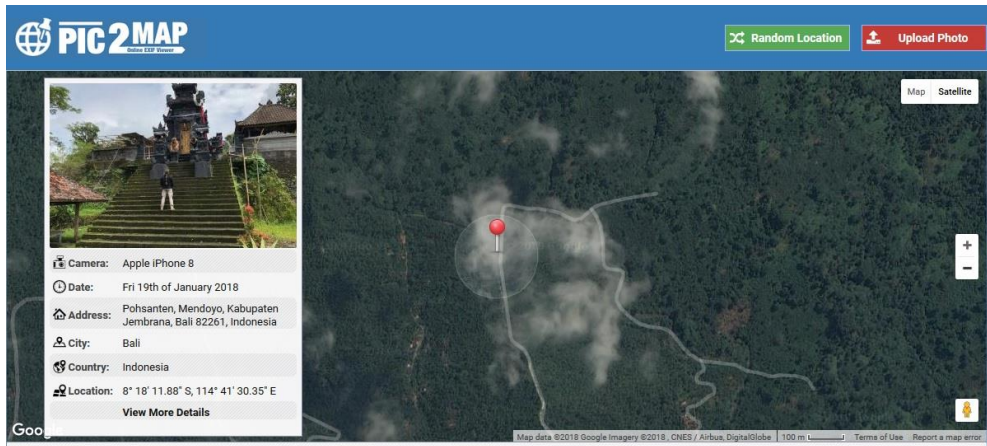 PIC 2 MAP
Online EXIF Viewer
Random Location
Upload Photo
Map Satellite
Camera: Apple iPhone 8
Date: Fri 19th of January 2018
Address: Pohsanten, Mendoyo, Kabupaten
Jembrana, Bali 82261, Indonesia
City: Bali
Country: Indonesia
Location: 8° 18' 11.88" S, 114° 41' 30.35" E
View More Details
+
−
Google
Map data ©2018 Google Imagery ©2018 , CNES / Airbus, DigitalGlobe 100 m Terms of Use Report a map error